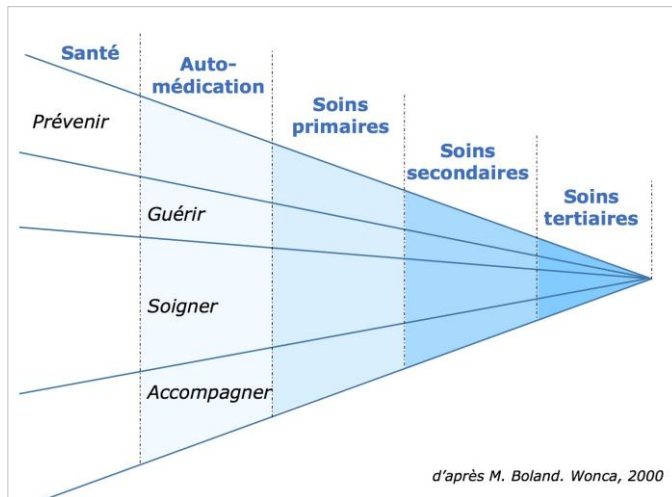 Santé
Auto-
médication
Soins
primaires
Soins
secondaires
Soins
tertiaires
Prévenir
Guérir
Soigner
Accompagner
d'après M. Boland. Wonca, 2000